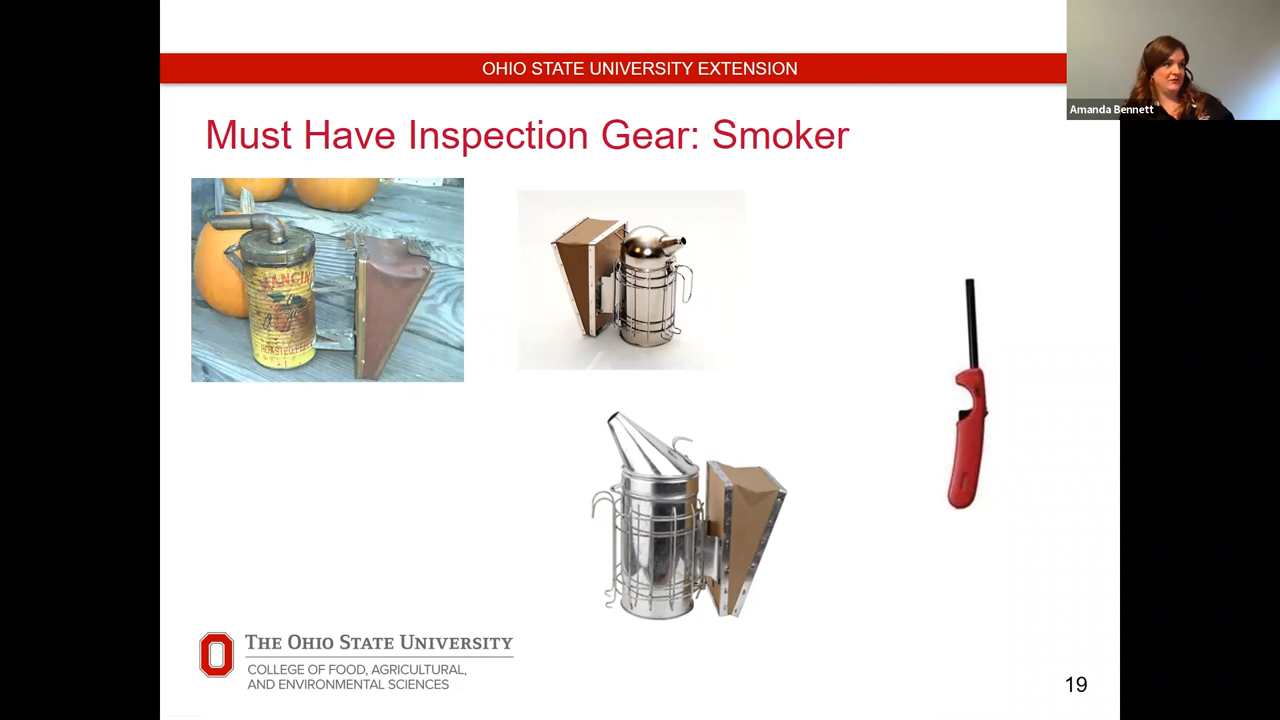 OHIO STATE UNIVERSITY EXTENSION
Amanda Bennett
Must Have Inspection Gear: Smoker
THE OHIO STATE UNIVERSITY
COLLEGE OF FOOD, AGRICULTURAL,
AND ENVIRONMENTAL SCIENCES
19